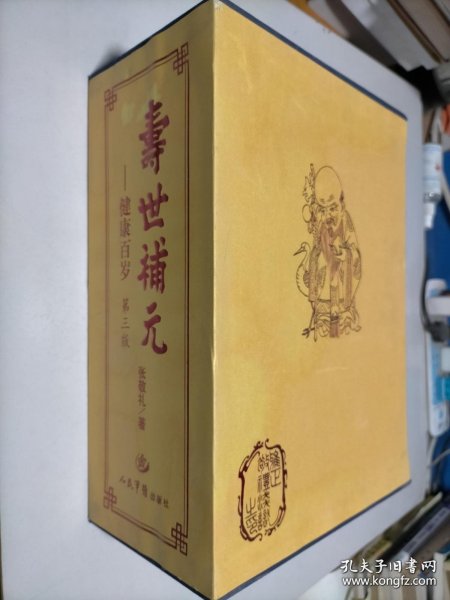 壽世補元
—健康百岁 第三版
张敬礼/著
人民军医出版社
孔夫子旧书网
www.kongfz.com